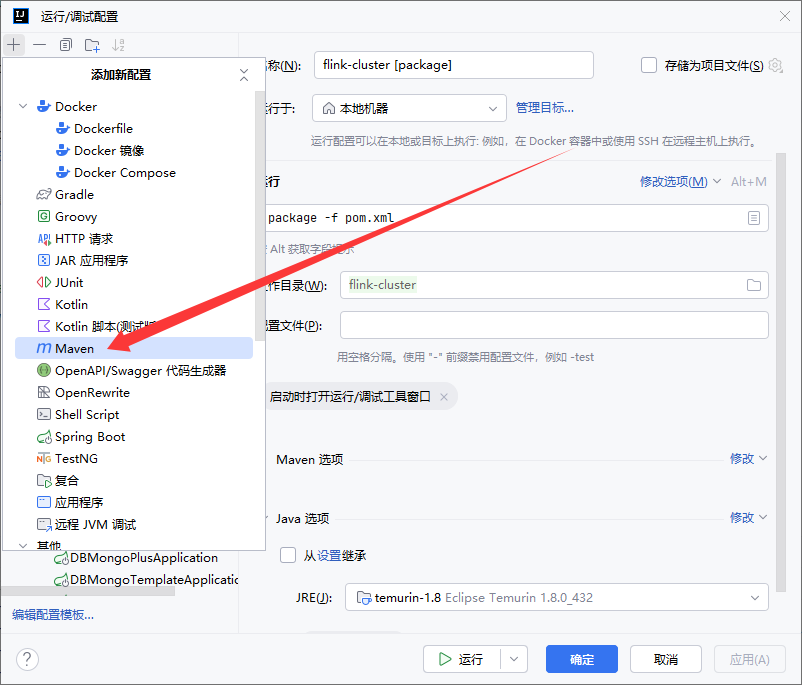 运行/调试配置
添加新配置
Docker
Dockerfile
Docker 镜像
Docker Compose
Gradle
Groovy
HTTP 请求
JAR 应用程序
JUnit
Kotlin
Kotlin 脚本(测试版
Maven
OpenAPI/Swagger 代码生成器
OpenRewrite
Shell Script
Spring Boot
TestNG
复合
应用程序
远程 JVM 调试
其他
DBMongoPlusApplication
DBMongoTemplateApplicatic
编辑配置模板...
称(N):
flink-cluster [package]
存储为项目文件(S)
行于:
本地机器
管理目标...
运行配置可以在本地或目标上执行: 例如，在 Docker 容器中或使用 SSH 在远程主机上执行。
行
修改选项(M)
Alt+M
package -f pom.xml
Alt 获取字段提示
作目录(W):
flink-cluster
置文件(P):
用空格分隔。使用 "-" 前缀禁用配置文件，例如 -test
启动时打开运行/调试工具窗口
Maven 选项
修改
Java 选项
修改
从设置继承
JRE(J):
temurin-1.8 Eclipse Temurin 1.8.0_432
?
运行
确定
取消
应用(A)